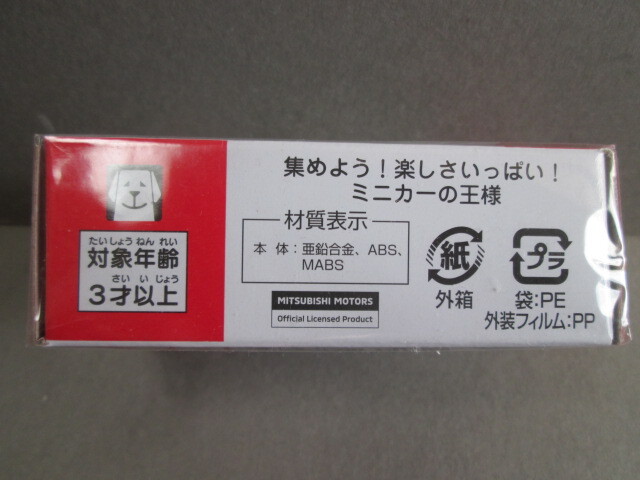 たいしょうねんれい
対象年齢
さい いじょう
3才以上
集めよう！楽しさいっぱい！
ミニカーの王様
材質表示
本 体：亜鉛合金、ABS、
MABS
MITSUBISHI MOTORS
Official Licensed Product
紙
外箱
プラ
袋：PE
外装フィルム：PP